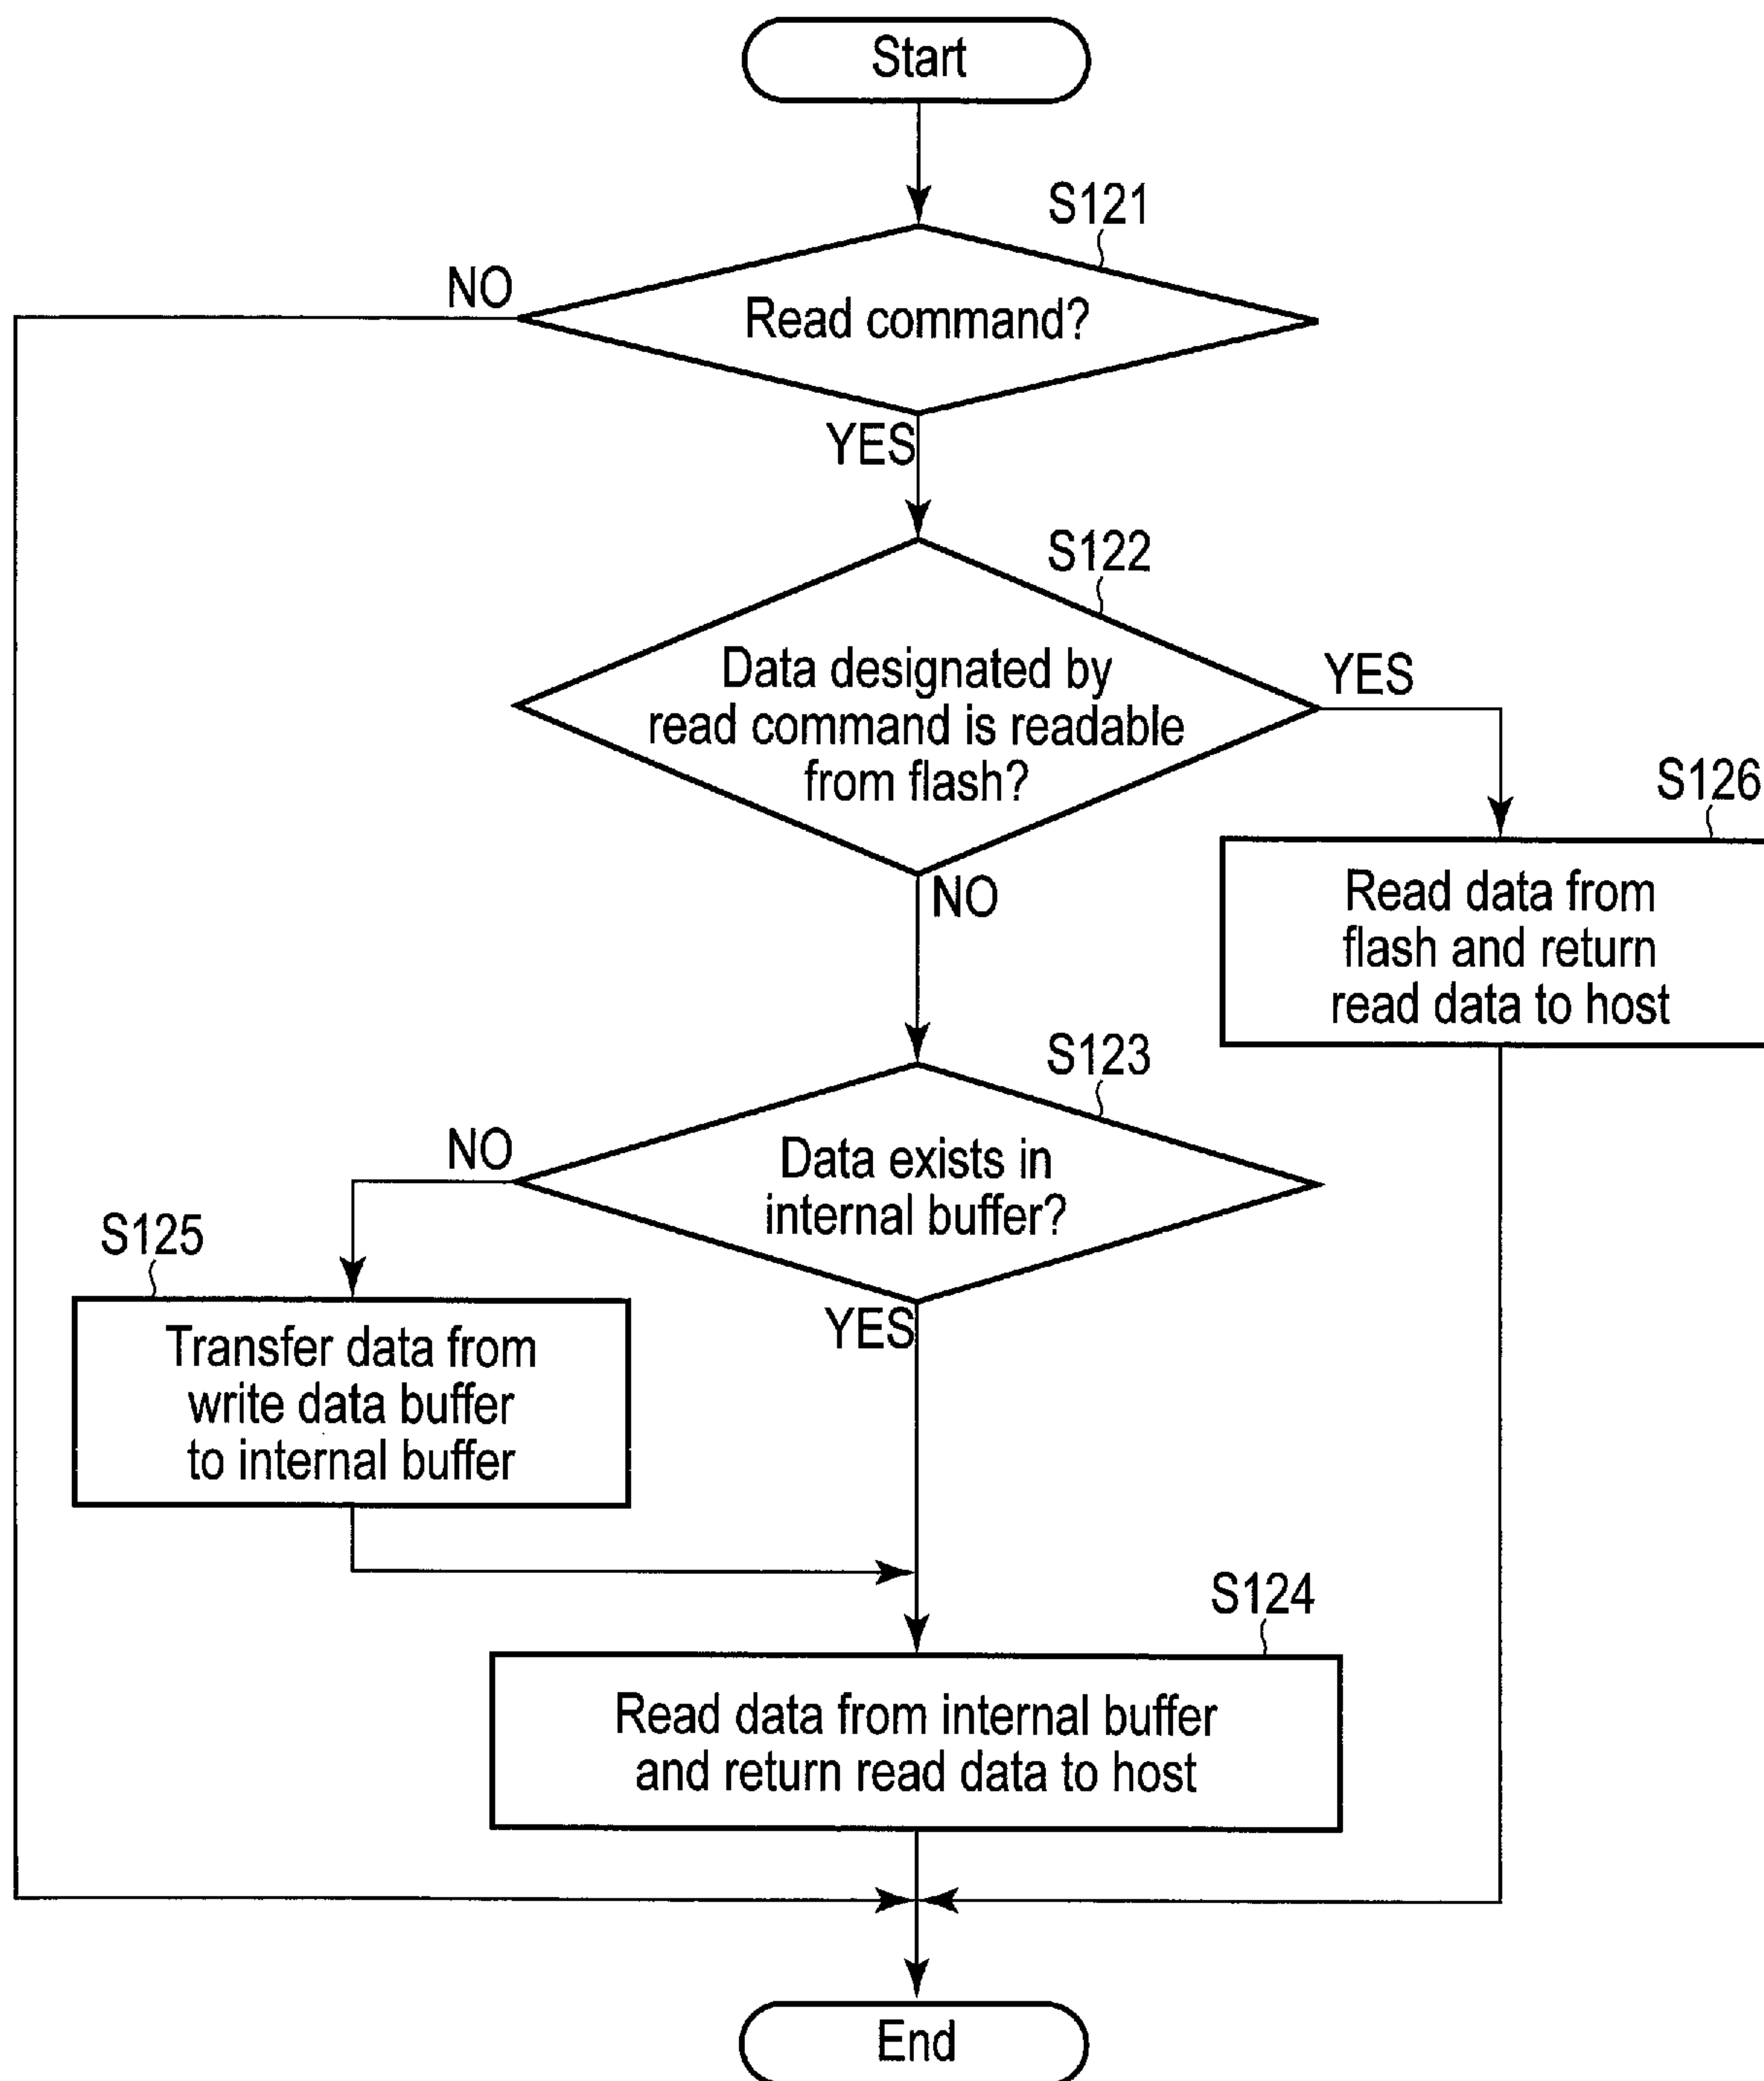 Start
S121
NO
Read command?
YES
S122
Data designated by
read command is readable
from flash?
YES
S126
Read data from
flash and return
read data to host
NO
S123
Data exists in
internal buffer?
NO
S125
Transfer data from
write data buffer
to internal buffer
YES
S124
Read data from internal buffer
and return read data to host
End